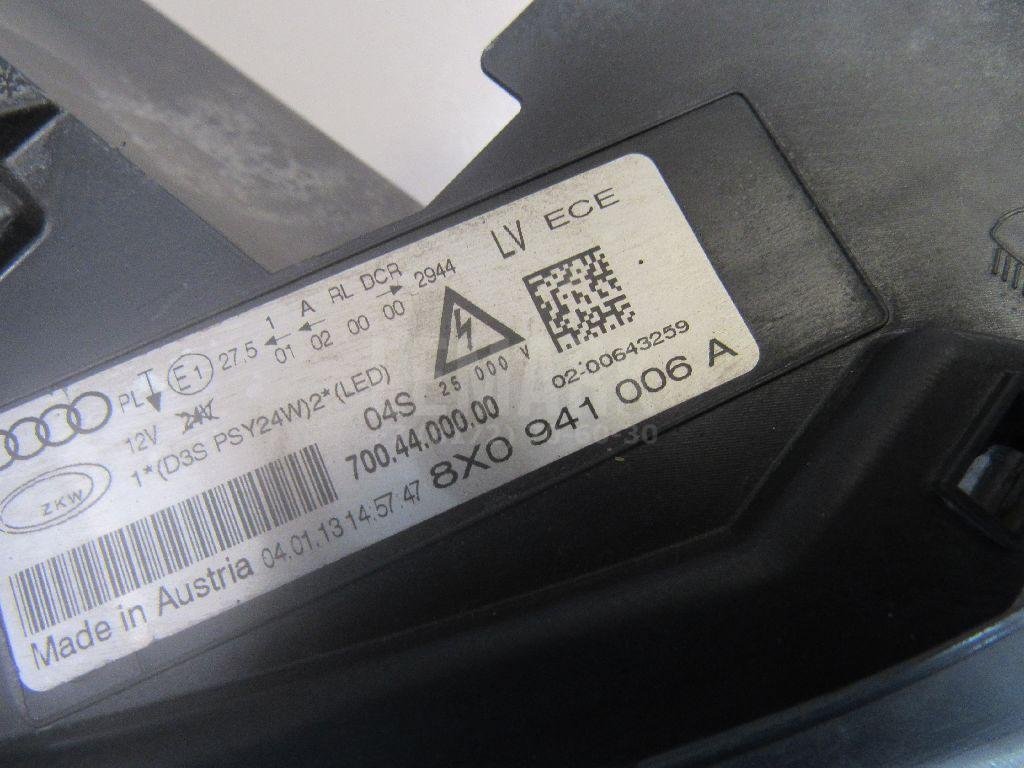 LV ECE
PL T E1 27.5 1 A RL DCR 2944
01 02 00 00
12V 24V
25 000 V
02:00643259
1*(D3S PSY24W)2*(LED)
04S
ZKW
700.44.000.00
8X0 941 006 A
Made in Austria 04.01.13 14:57:47